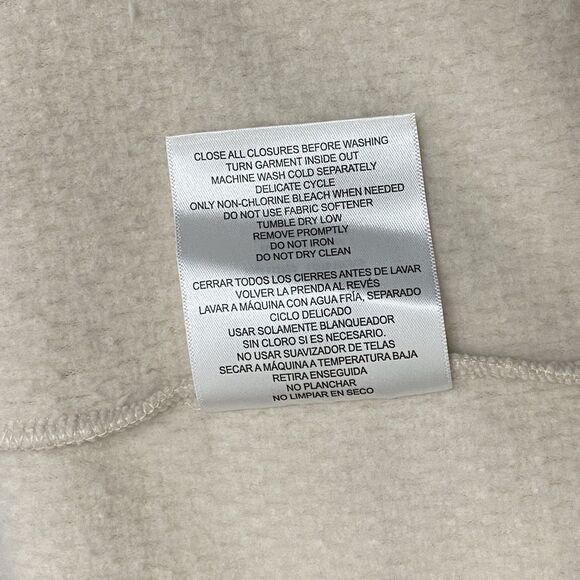 CLOSE ALL CLOSURES BEFORE WASHING
TURN GARMENT INSIDE OUT
MACHINE WASH COLD SEPARATELY
DELICATE CYCLE
ONLY NON-CHLORINE BLEACH WHEN NEEDED
DO NOT USE FABRIC SOFTENER
TUMBLE DRY LOW
REMOVE PROMPTLY
DO NOT IRON
DO NOT DRY CLEAN
CERRAR TODOS LOS CIERRES ANTES DE LAVAR
VOLVER LA PRENDA AL REVÉS
LAVAR A MÁQUINA CON AGUA FRÍA, SEPARADO
CICLO DELICADO
USAR SOLAMENTE BLANQUEADOR
SIN CLORO SI ES NECESARIO.
NO USAR SUAVIZADOR DE TELAS
SECAR A MÁQUINA A TEMPERATURA BAJA
RETIRA ENSEGUIDA
NO PLANCHAR
NO LIMPIAR EN SECO